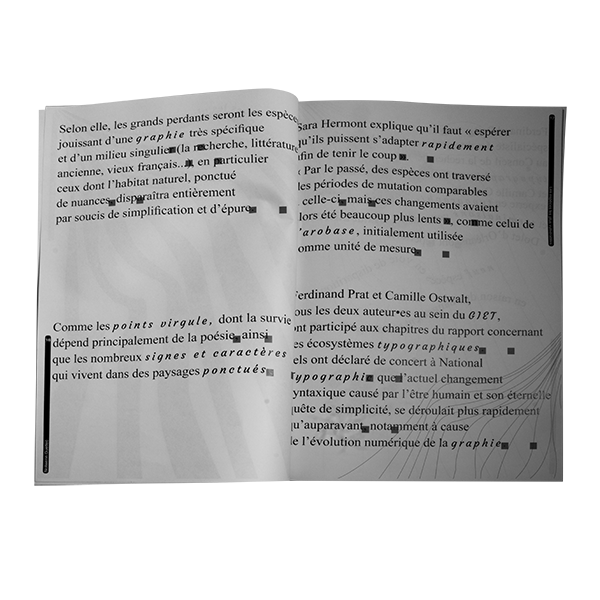 Selon elle, les grands perdants seront les espèces
jouissant d'une graphie très spécifique
et d'un milieu singulier (la recherche, littérature
ancienne, vieux français... en particulier
ceux dont l'habitat naturel, ponctué
de nuances, disparaîtra entièrement
par soucis de simplification et d'épure
Comme les points virgule, dont la survie
dépend principalement de la poésie, ainsi
que les nombreux signes et caractères
qui vivent dans des paysages ponctués
Sara Hermont explique qu'il faut « espérer
qu'ils puissent s'adapter rapidement
afin de tenir le coup
« Par le passé, des espèces ont traversé
des périodes de mutation comparables
celle-ci, mais ces changements avaient
lors été beaucoup plus lents », comme celui de
l'arobase, initialement utilisée
comme unité de mesure
Ferdinand Prat et Camille Ostwalt,
tous les deux auteur•es au sein du GIET,
ont participé aux chapitres du rapport concernant
les écosystèmes typographiques
els ont déclaré de concert à National
Typographie que l'actuel changement
syntaxique causé par l'être humain et son éternelle
quête de simplicité, se déroulait plus rapidement
qu'auparavant, notamment à cause
de l'évolution numérique de la graphie